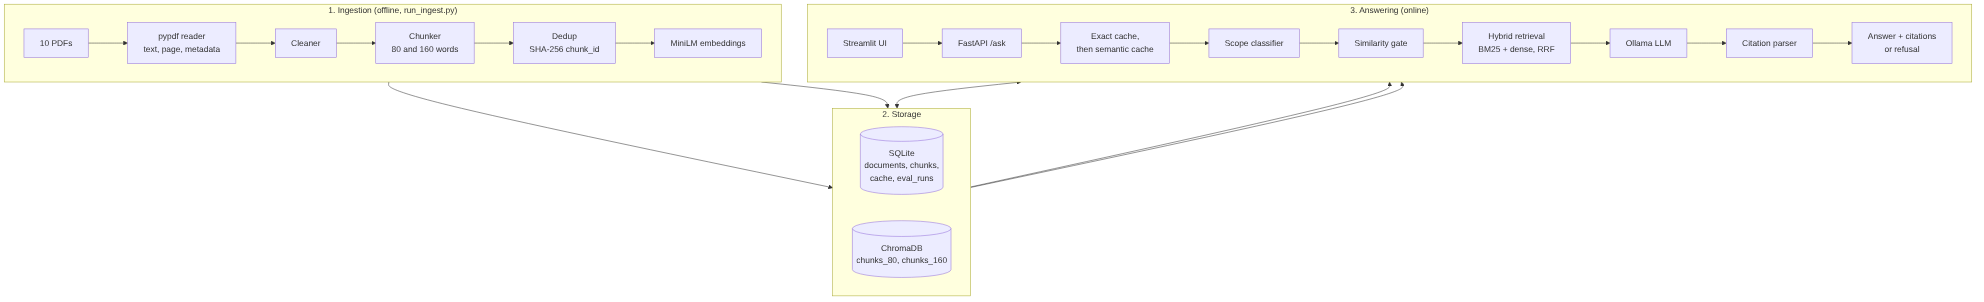 1. Ingestion (offline, run_ingest.py)
10 PDFs
pypdf reader
text, page, metadata
Cleaner
Chunker
80 and 160 words
Dedup
SHA-256 chunk_id
MiniLM embeddings
3. Answering (online)
Streamlit UI
FastAPI /ask
Exact cache,
then semantic cache
Scope classifier
Similarity gate
Hybrid retrieval
BM25 + dense, RRF
Ollama LLM
Citation parser
Answer + citations
or refusal
2. Storage
SQLite
documents, chunks,
cache, eval_runs
ChromaDB
chunks_80, chunks_160